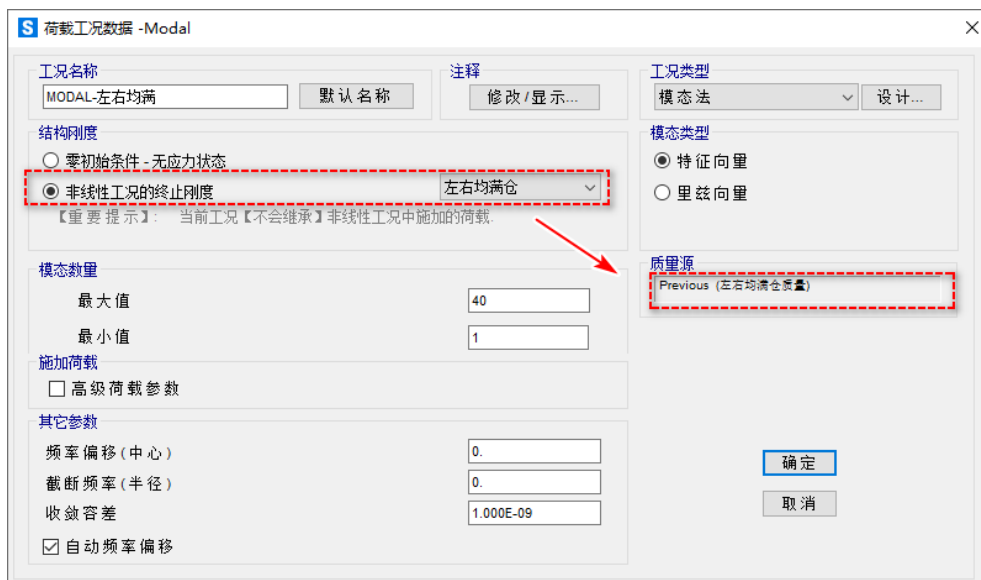 S 荷载工况数据 -Modal
工况名称
MODAL-左右均满
默认名称
注释
修改/显示...
工况类型
模态法
设计...
结构刚度
零初始条件 - 无应力状态
非线性工况的终止刚度
左右均满仓
【重要提示】: 当前工况【不会继承】非线性工况中施加的荷载.
模态类型
特征向量
里兹向量
质量源
Previous (左右均满仓质量)
模态数量
最大值
40
最小值
1
施加荷载
高级荷载参数
其它参数
频率偏移(中心)
0.
截断频率(半径)
0.
收敛容差
1.000E-09
自动频率偏移
确定
取消